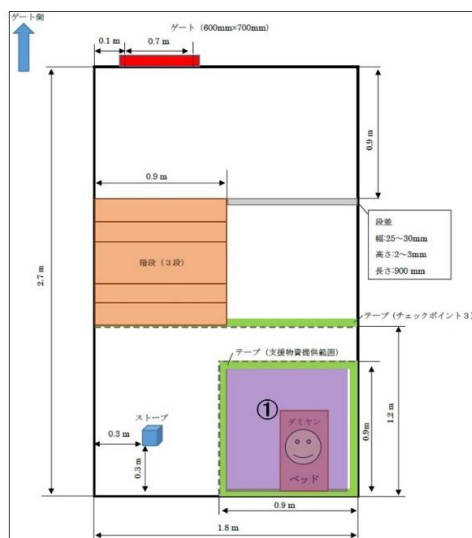 ゲート側
ゲート（600mm×700mm）
0.1 m
0.7 m
0.9 m
0.9 m
段差
幅:25～30mm
高さ:2～3mm
長さ:900 mm
階段（３段）
2.7 m
テープ（チェックポイント３）
テープ（支援物資提供範囲）
ストーブ
①
ダミヤン
0.3 m
0.9m
1.2 m
ベッド
0.3 m
0.9 m
1.8 m